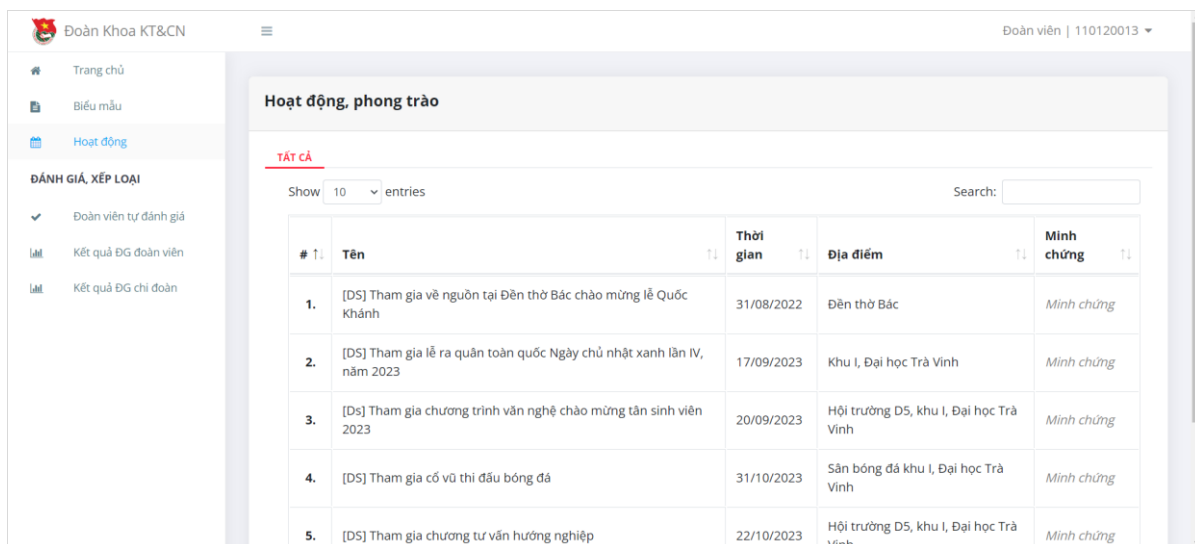 Đoàn Khoa KT&CN
Đoàn viên | 110120013
Trang chủ
Biểu mẫu
Hoạt động
ĐÁNH GIÁ, XẾP LOẠI
Đoàn viên tự đánh giá
Kết quả ĐG đoàn viên
Kết quả ĐG chi đoàn
Hoạt động, phong trào
TẤT CẢ
Show 10 entries
Search:
# Tên Thời gian Địa điểm Minh chứng
1. [DS] Tham gia về nguồn tại Đền thờ Bác chào mừng lễ Quốc
Khánh
31/08/2022 Đền thờ Bác Minh chứng
2. [DS] Tham gia lễ ra quân toàn quốc Ngày chủ nhật xanh lần IV,
năm 2023
17/09/2023 Khu I, Đại học Trà Vinh Minh chứng
3. [Ds] Tham gia chương trình văn nghệ chào mừng tân sinh viên
2023
20/09/2023 Hội trường D5, khu I, Đại học Trà
Vinh
Minh chứng
4. [DS] Tham gia cổ vũ thi đấu bóng đá
31/10/2023 Sân bóng đá khu I, Đại học Trà
Vinh
Minh chứng
5. [DS] Tham gia chương tư vấn hướng nghiệp
22/10/2023 Hội trường D5, khu I, Đại học Trà
Vinh
Minh chứng